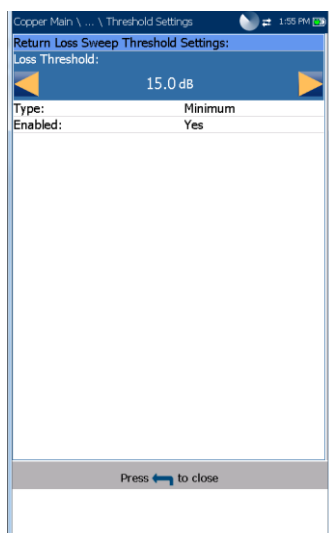 Copper Main \ ... \ Threshold Settings 1:55 PM
Return Loss Sweep Threshold Settings:
Loss Threshold:
15.0 dB
Type: Minimum
Enabled: Yes
Press to close